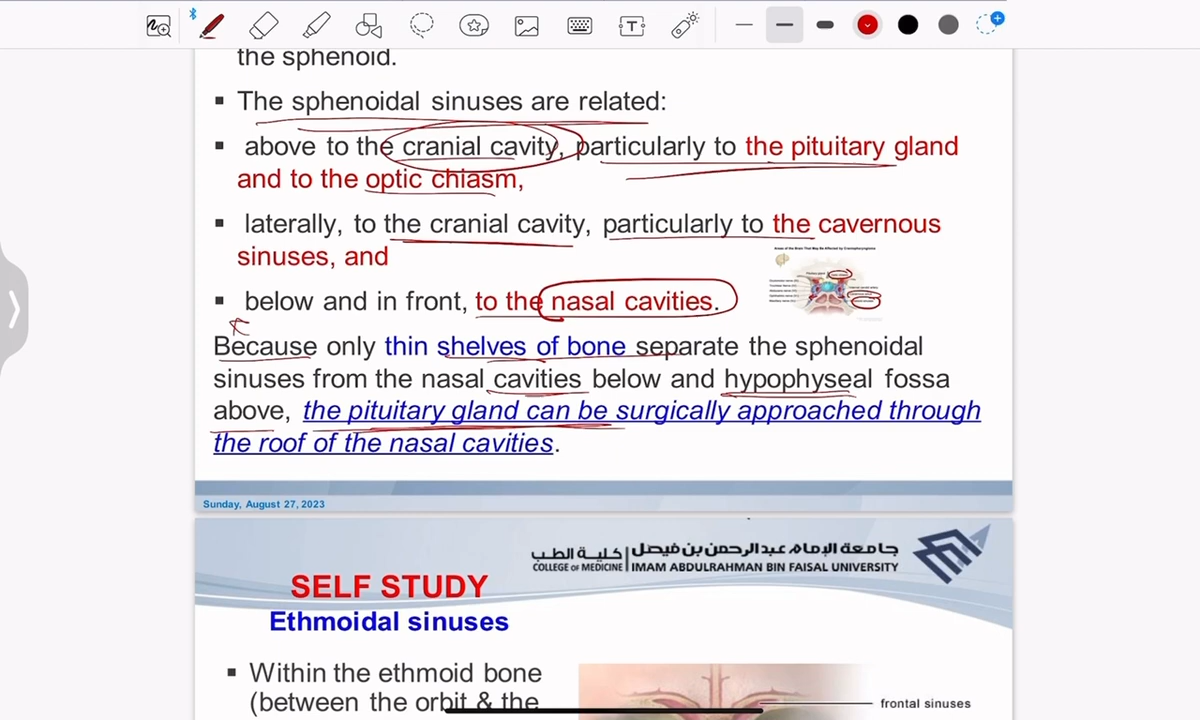 the sphenoid.
▪ The sphenoidal sinuses are related:
▪ above to the cranial cavity, particularly to the pituitary gland
and to the optic chiasm,
▪ laterally, to the cranial cavity, particularly to the cavernous
sinuses, and
▪ below and in front, to the nasal cavities.
Because only thin shelves of bone separate the sphenoidal
sinuses from the nasal cavities below and hypophyseal fossa
above, the pituitary gland can be surgically approached through
the roof of the nasal cavities.
Sunday, August 27, 2023
كلية الطب | جامعة الإمام عبدالرحمن بن فيصل
COLLEGE OF MEDICINE | IMAM ABDULRAHMAN BIN FAISAL UNIVERSITY
SELF STUDY
Ethmoidal sinuses
▪ Within the ethmoid bone
(between the orbit & the
frontal sinuses